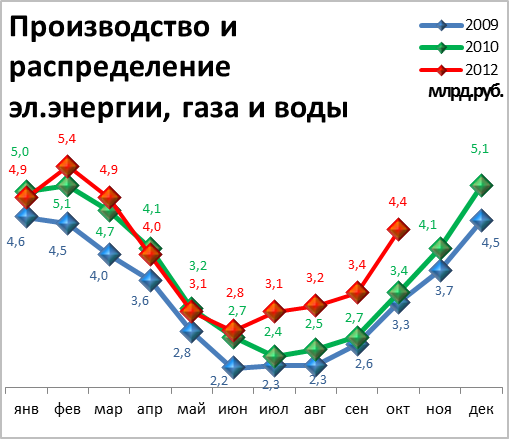 Производство и
распределение
эл.энергии, газа и воды
2009
2010
2012
млрд.руб.
5,0 5,4 4,9 5,1
4,9 5,1 4,1 4,4
4,6 4,5 4,7 4,0 4,1 4,5
4,0 3,6 3,2 3,1 3,2 3,4 3,4 3,7
3,1 2,8 3,3
2,8 2,7 2,4 2,5 2,7 2,6
2,2 2,3 2,3
янв фев мар апр май июн июл авг сен окт ноя дек